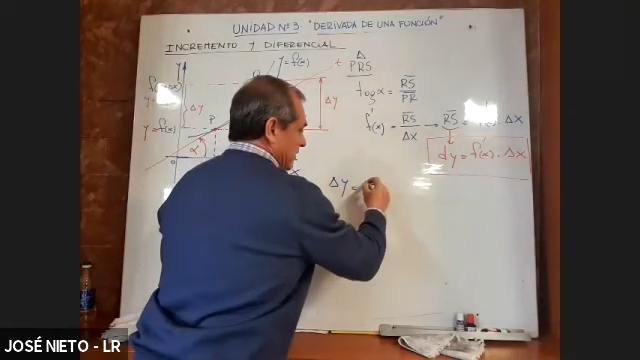 UNIDAD Nº 3 "DERIVADA DE UNA FUNCIÓN"
INCREMENTO Y DIFERENCIAL
y
y=f(x)
t
Δ
PRS
tg α = RS / PR
f'(x) = RS / Δx → RS = f'(x) · Δx
dy = f'(x) · Δx
Δy
Δy
y=f(x)
P
α
o
x
Δy =
JOSÉ NIETO - LR